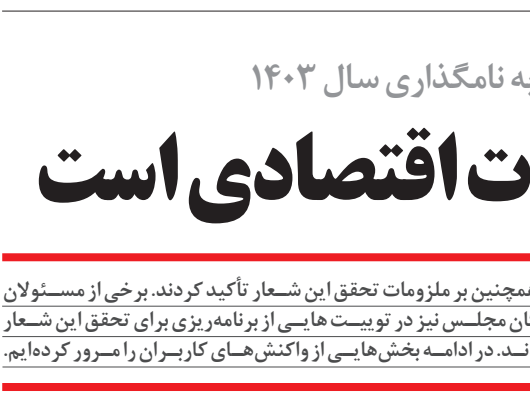 به نامگذاری سال ۱۴۰۳
ت اقتصادی است
همچنین بر ملزومات تحقق این شعار تأکید کردند. برخی از مسئولان
ان مجلس نیز در توییت هایی از برنامه‌ریزی برای تحقق این شعار
ند. در ادامه بخش‌هایی از واکنش‌های کاربران را مرور کرده‌ایم.